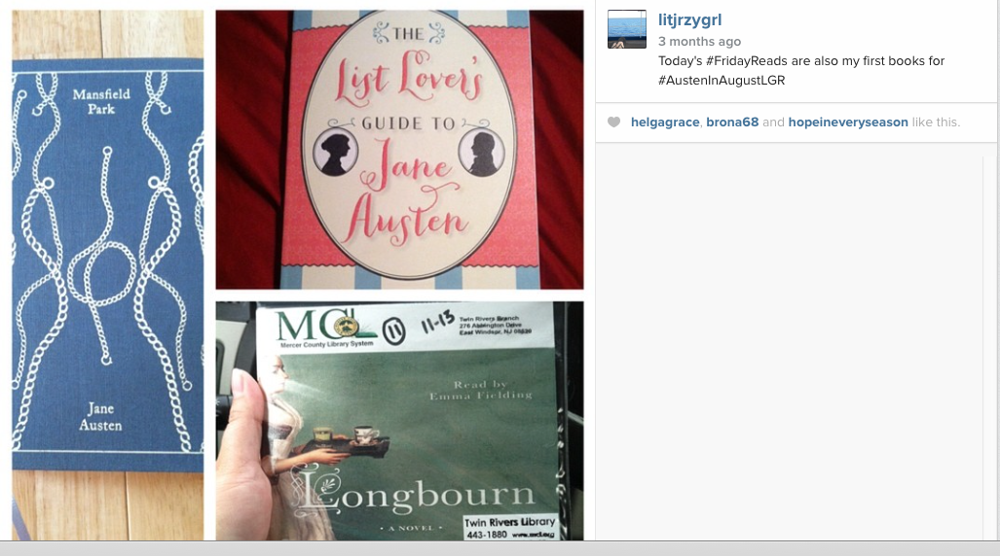 Mansfield
Park
Jane
Austen
THE
List Lover's
GUIDE TO
Jane
Austen
MCL
Mercer County Library System
11
11-13
Twin Rivers Branch
276 Abbington Drive
East Windsor, NJ 08520
Read by
Emma Fielding
Longbourn
• A NOVEL •
Twin Rivers Library
443-1880 www.mcl.org
litjrzygrl
3 months ago
Today's #FridayReads are also my first books for
#AustenInAugustLGR
helgagrace, brona68 and hopeineveryseason like this.